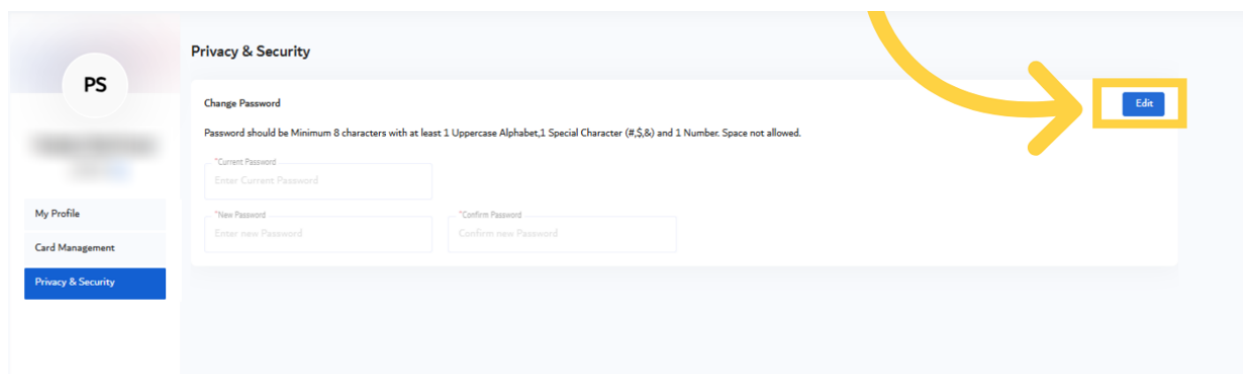 PS
My Profile
Card Management
Privacy & Security
Privacy & Security
Change Password
Edit
Password should be Minimum 8 characters with at least 1 Uppercase Alphabet,1 Special Character (#,$,&) and 1 Number. Space not allowed.
*Current Password
Enter Current Password
*New Password
Enter new Password
*Confirm Password
Confirm new Password